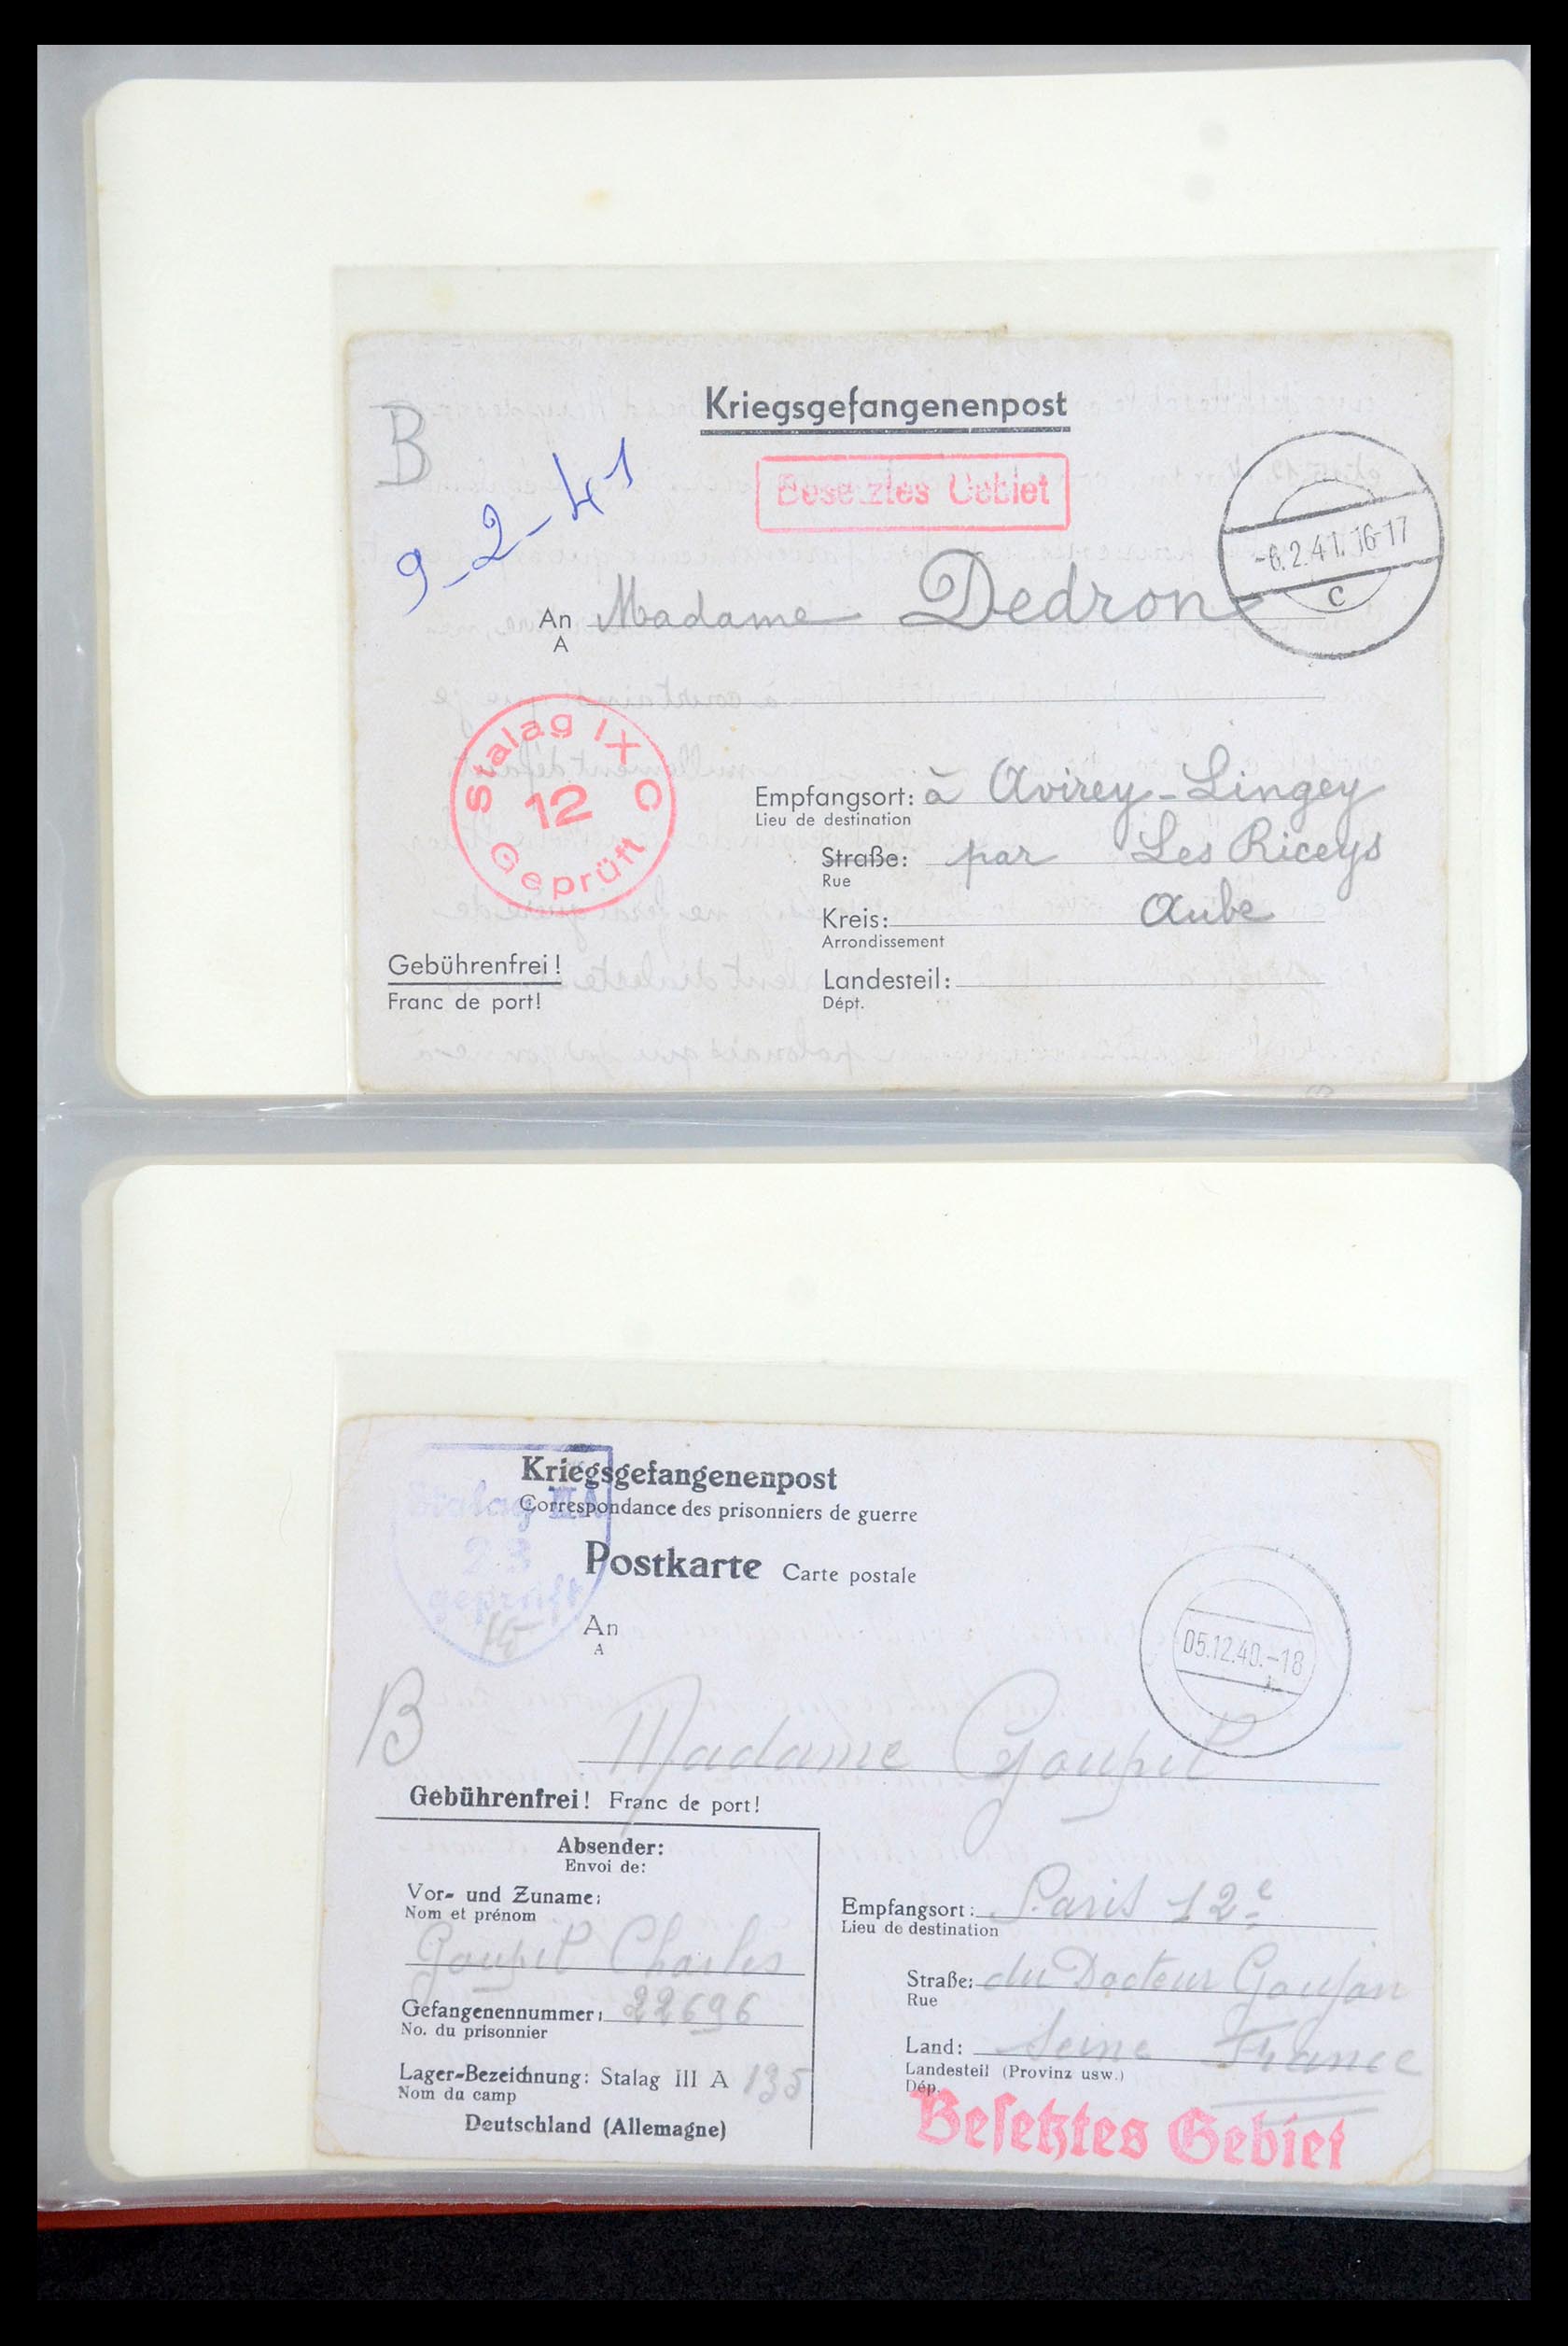 Kriegsgefangenenpost
B
9-2-41
Besetztes Gebiet
-6.2.41.16-17
c
An Madame Dedron
A
Stalag IX C
12
Geprüft
Empfangsort: à Avirey-Lingey
Lieu de destination
Straße: par Les Riceys
Rue
Kreis: Aube
Arrondissement
Gebührenfrei!
Franc de port!
Landesteil:
Dépt.
Kriegsgefangenenpost
Correspondance des prisonniers de guerre
Stalag III A
23
geprüft
Postkarte Carte postale
An
A
05.12.40.-18
B
Madame Goupil
Gebührenfrei! Franc de port!
Absender:
Envoi de:
Vor- und Zuname:
Nom et prénom
Goupil Charles
Gefangenennummer: 22696
No. du prisonnier
Lager-Bezeichnung: Stalag III A 135
Nom du camp
Deutschland (Allemagne)
Empfangsort: Paris 12e
Lieu de destination
Straße: du Docteur Goujon
Rue
Land: Seine France
Landesteil (Provinz usw.)
Dép.
Besetztes Gebiet